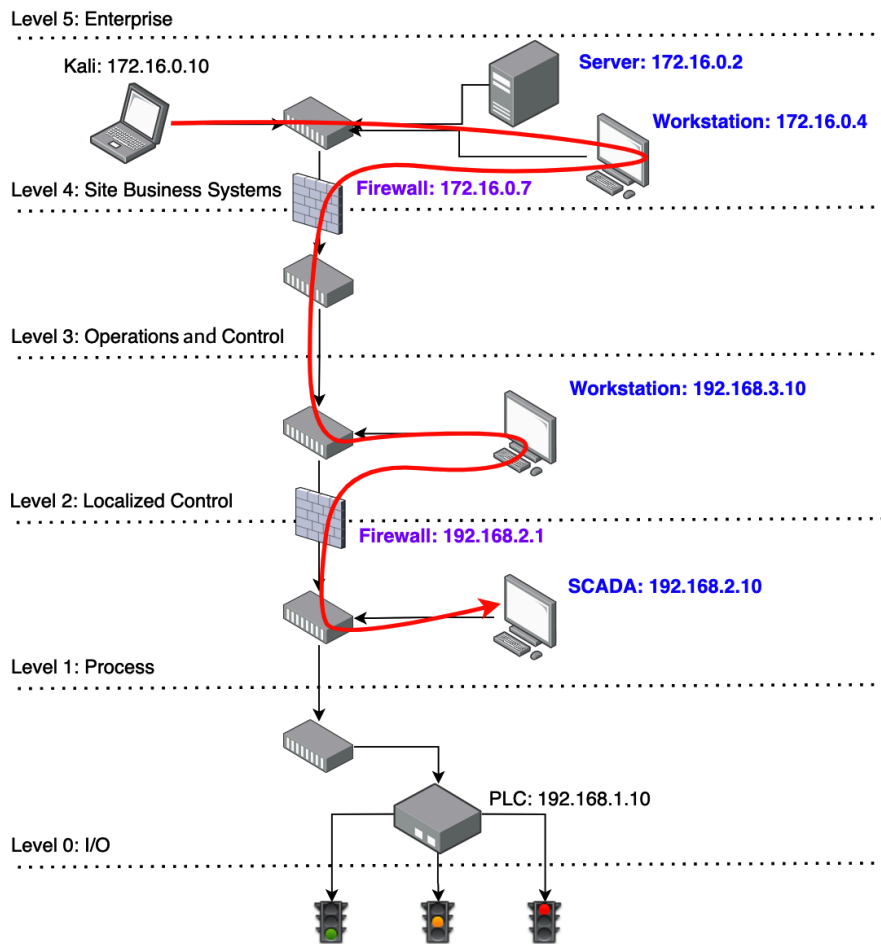 Level 5: Enterprise
Kali: 172.16.0.10
Server: 172.16.0.2
Workstation: 172.16.0.4
Level 4: Site Business Systems
Firewall: 172.16.0.7
Level 3: Operations and Control
Workstation: 192.168.3.10
Level 2: Localized Control
Firewall: 192.168.2.1
SCADA: 192.168.2.10
Level 1: Process
PLC: 192.168.1.10
Level 0: I/O